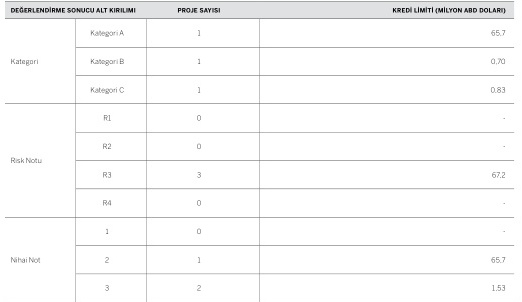 DEĞERLENDİRME SONUCU ALT KIRILIMI PROJE SAYISI KREDİ LİMİTİ (MİLYON ABD DOLARI)
Kategori A 1 65,7
Kategori Kategori B 1 0,70
Kategori C 1 0,83
R1 0 -
R2 0 -
Risk Notu
R3 3 67,2
R4 0 -
1 0 -
Nihai Not 2 1 65,7
3 2 1,53